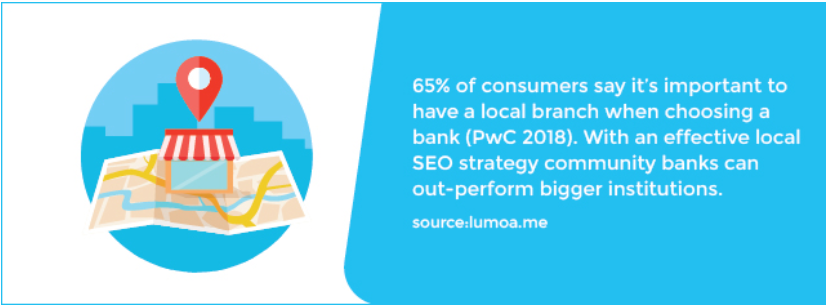 65% of consumers say it’s important to
have a local branch when choosing a
bank (PwC 2018). With an effective local
SEO strategy community banks can
out-perform bigger institutions.
source:lumoa.me